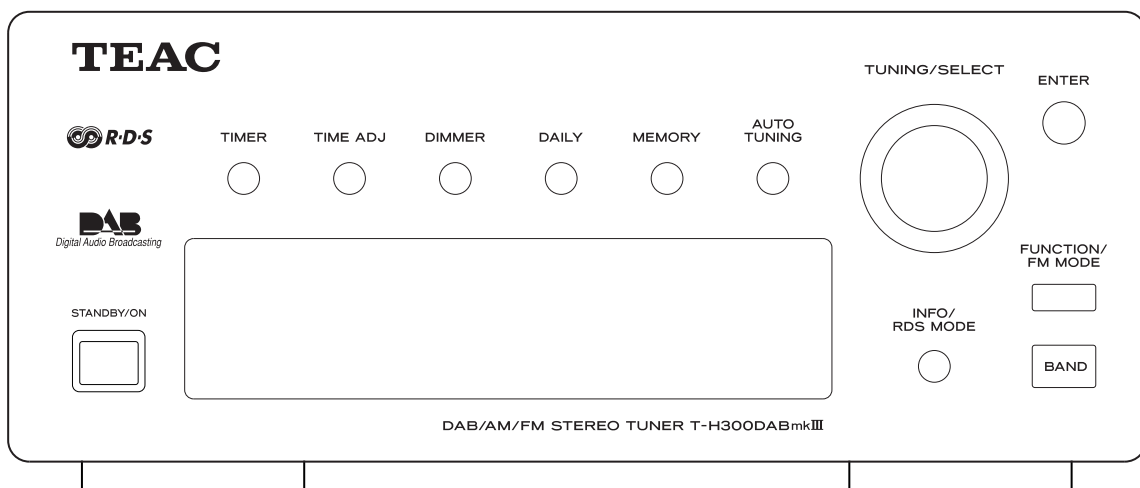 TEAC
TUNING/SELECT
ENTER
R·D·S
TIMER
TIME ADJ
DIMMER
DAILY
MEMORY
AUTO
TUNING
DAB
Digital Audio Broadcasting
FUNCTION/
FM MODE
STANDBY/ON
INFO/
RDS MODE
BAND
DAB/AM/FM STEREO TUNER T-H300DABmkIII